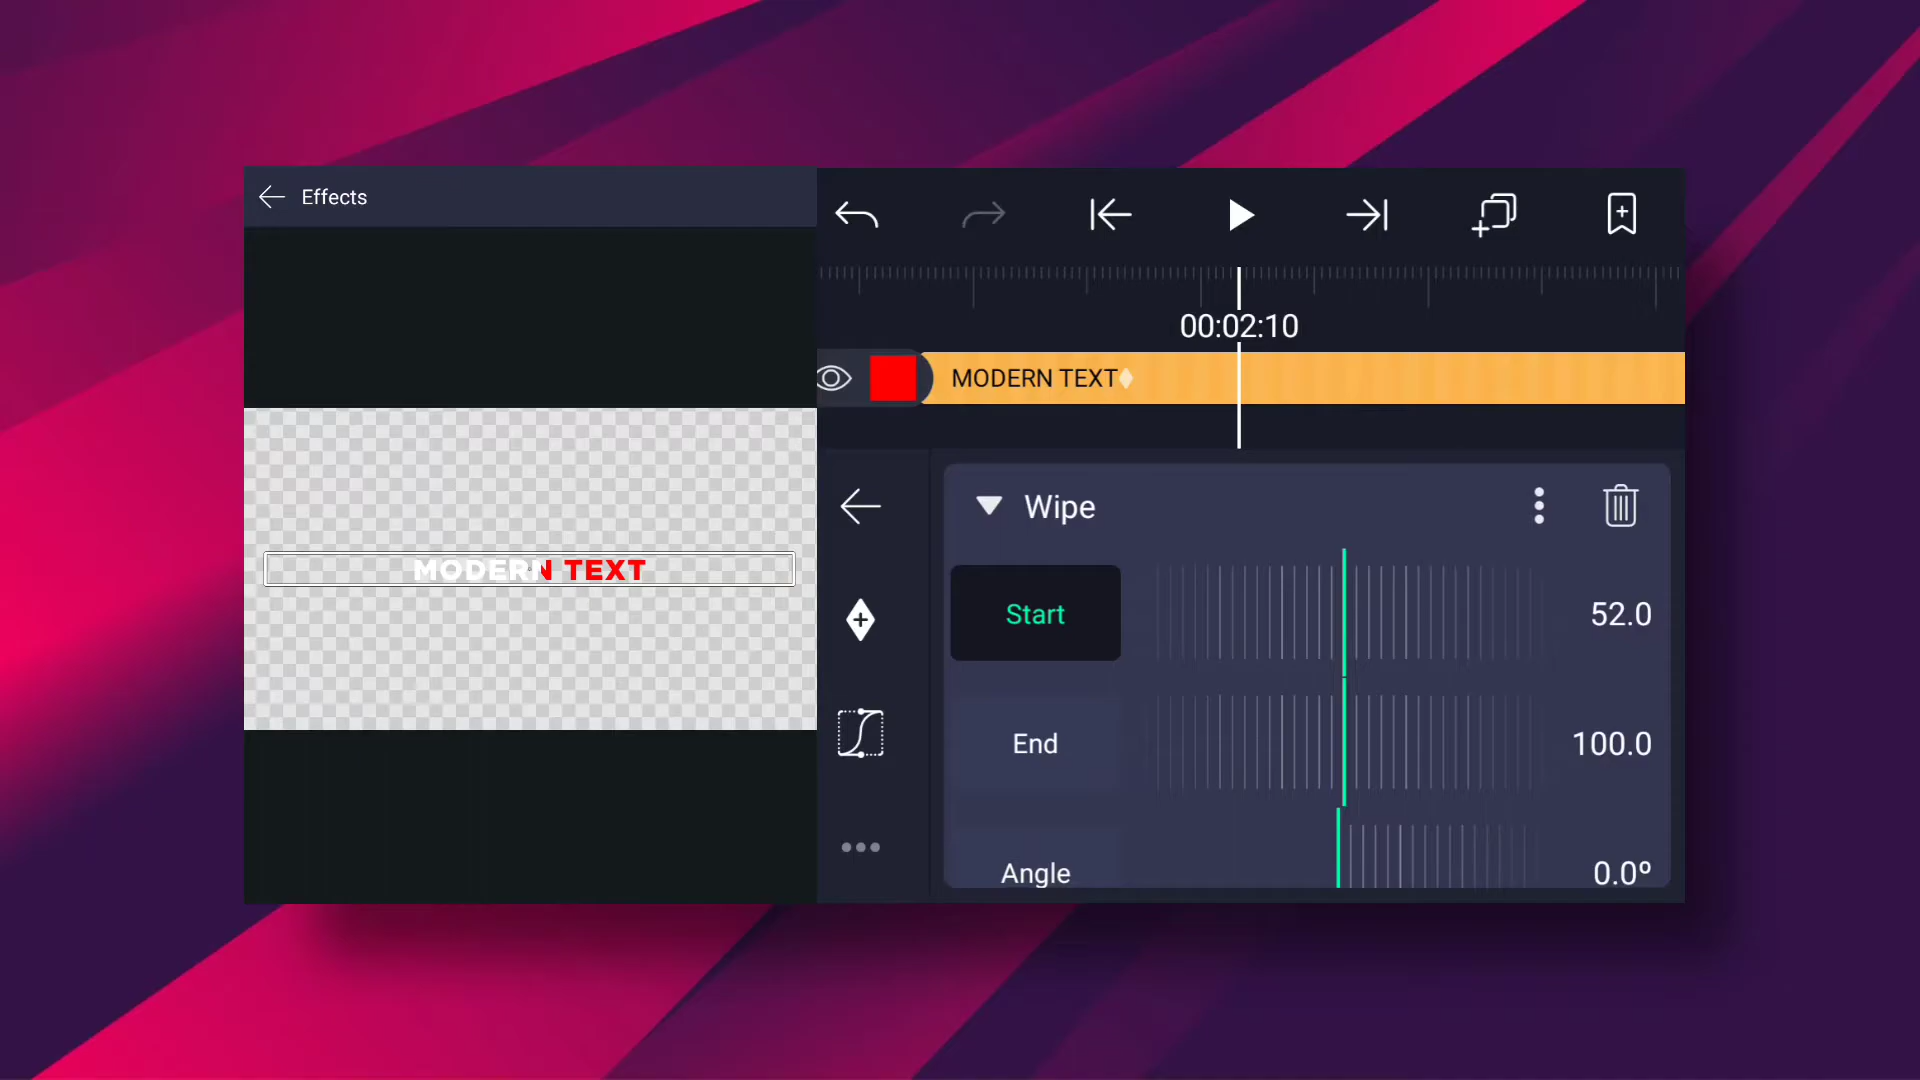 Effects
00:02:10
MODERN TEXT
MODERN TEXT
Wipe
Start 52.0
End 100.0
Angle 0.0º